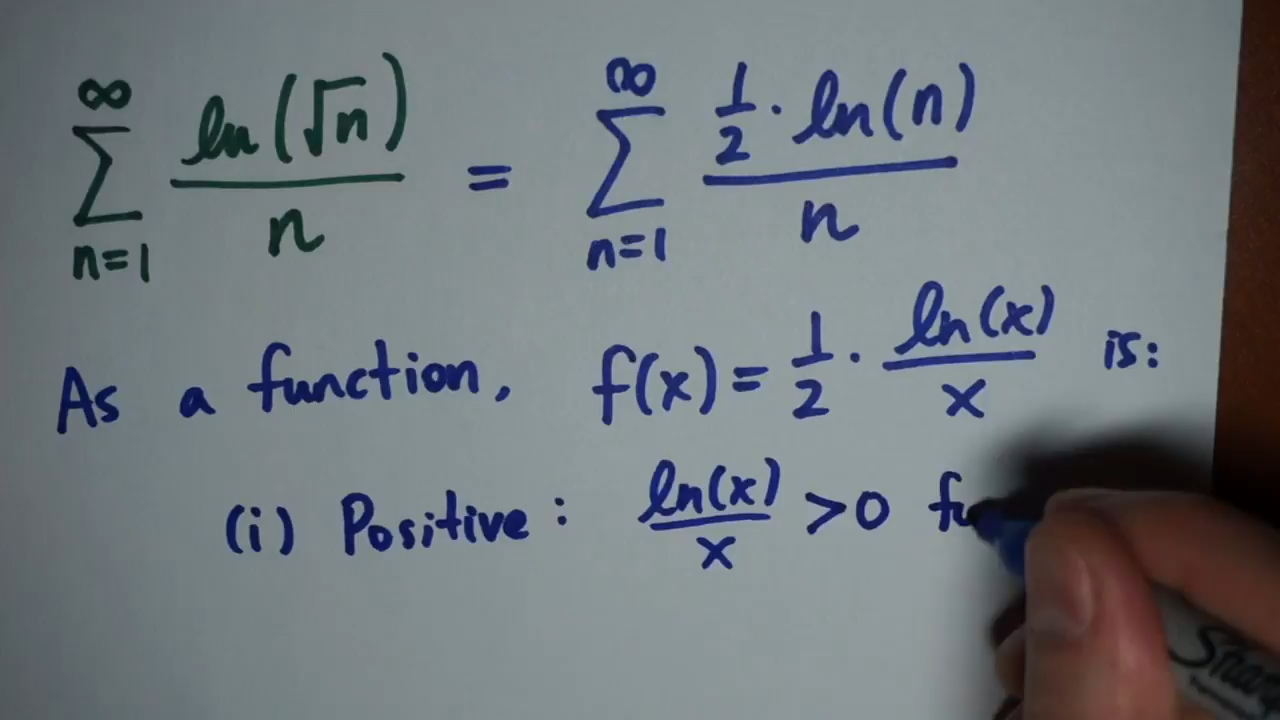 ∞ ∑ n=1 ln(√n)/n = ∞ ∑ n=1 1/2 · ln(n)/n
As a function, f(x) = 1/2 · ln(x)/x is:
(i) Positive: ln(x)/x >0